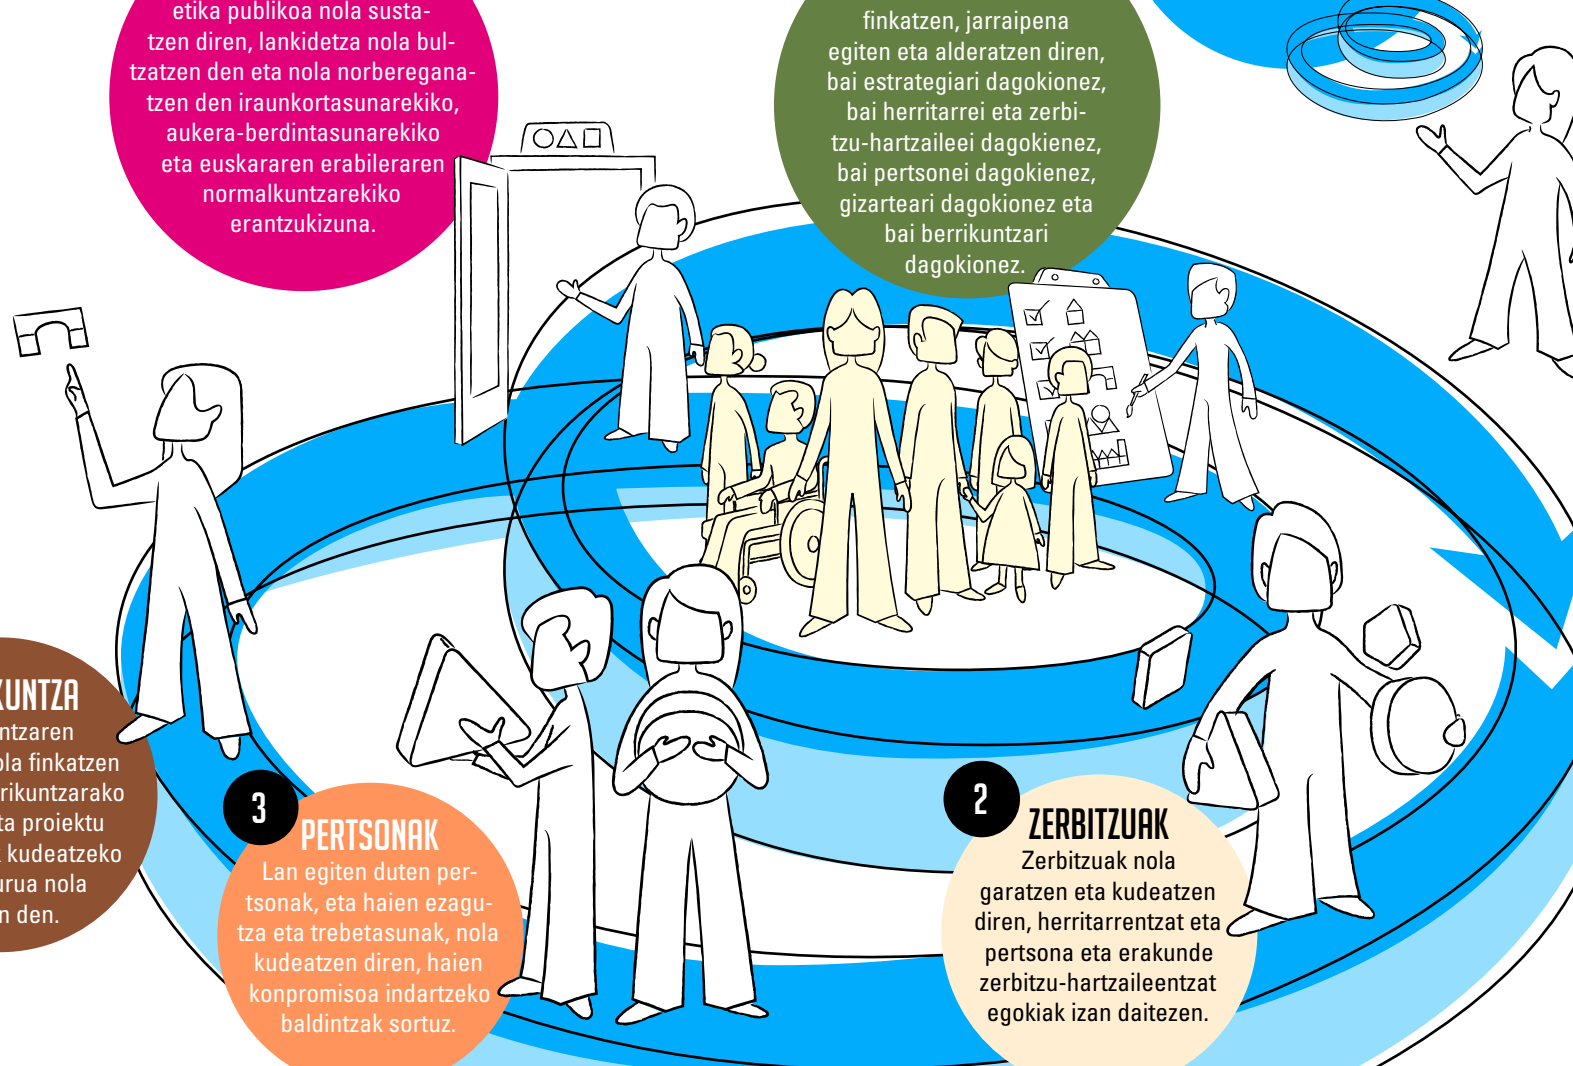 etika publikoa nola susta-
tzen diren, lankidetza nola bul-
tzatzen den eta nola norberegana-
tzen den iraunkortasunarekiko,
aukera-berdintasunarekiko
eta euskararen erabileraren
normalkuntzarekiko
erantzukizuna.
finkatzen, jarraipena
egiten eta alderatzen diren,
bai estrategiari dagokionez,
bai herritarrei eta zerbi-
tzu-hartzaileei dagokienez,
bai pertsonei dagokienez,
gizarteari dagokionez eta
bai berrikuntzari
dagokionez.
KUNTZA
ntzaren
ola finkatzen
rikuntzarako
ta proiektu
kudeatzeko
urua nola
n den.
3
PERTSONAK
Lan egiten duten per-
tsonak, eta haien ezagu-
tza eta trebetasunak, nola
kudeatzen diren, haien
konpromisoa indartzeko
baldintzak sortuz.
2
ZERBITZUAK
Zerbitzuak nola
garatzen eta kudeatzen
diren, herritarrentzat eta
pertsona eta erakunde
zerbitzu-hartzaileentzat
egokiak izan daitezen.